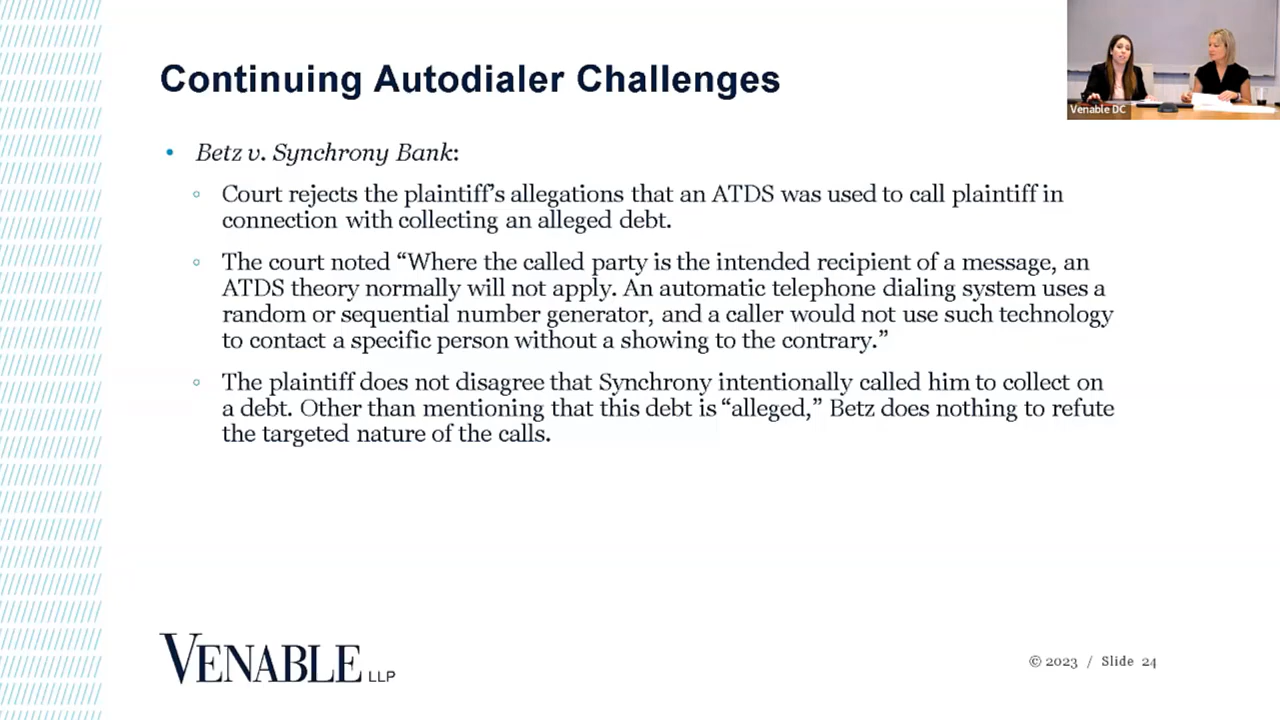 Continuing Autodialer Challenges
Venable DC
• Betz v. Synchrony Bank:
◦ Court rejects the plaintiff’s allegations that an ATDS was used to call plaintiff in
connection with collecting an alleged debt.
◦ The court noted “Where the called party is the intended recipient of a message, an
ATDS theory normally will not apply. An automatic telephone dialing system uses a
random or sequential number generator, and a caller would not use such technology
to contact a specific person without a showing to the contrary.”
◦ The plaintiff does not disagree that Synchrony intentionally called him to collect on
a debt. Other than mentioning that this debt is “alleged,” Betz does nothing to refute
the targeted nature of the calls.
VENABLE LLP
© 2023 / Slide 24